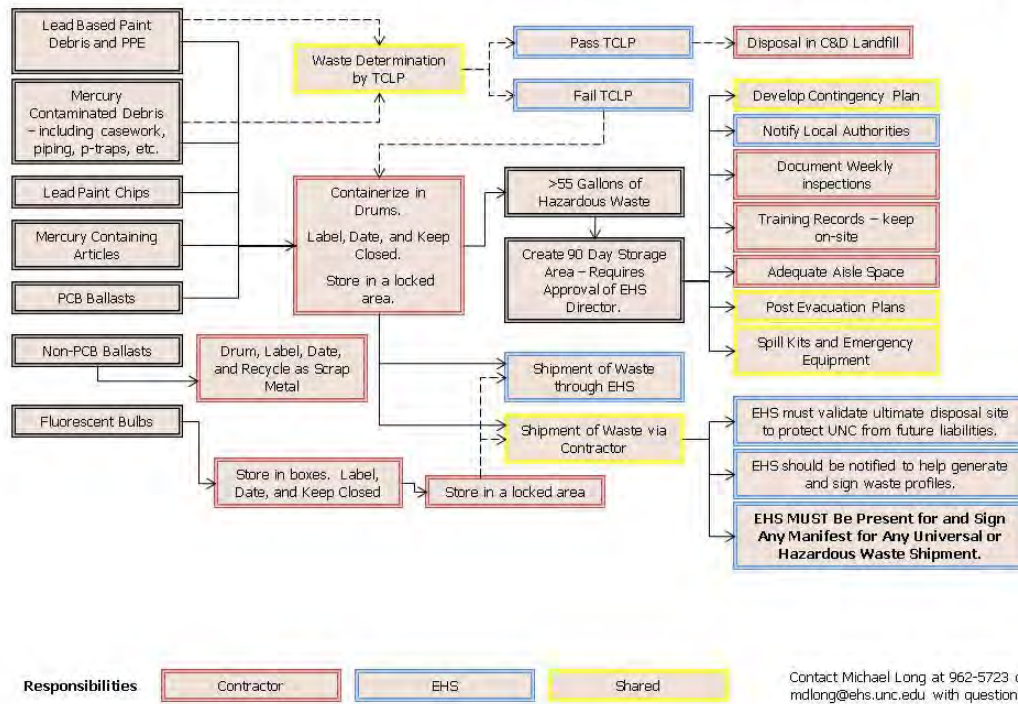 Lead Based Paint
Debris and PPE
Waste Determination
by TCLP
Pass TCLP
Disposal in C&D Landfill
Fail TCLP
Mercury
Contaminated Debris
– including casework,
piping, p-traps, etc.
Develop Contingency Plan
Notify Local Authorities
Document Weekly
inspections
Training Records – keep
on-site
Adequate Aisle Space
Post Evacuation Plans
Spill Kits and Emergency
Equipment
Lead Paint Chips
Mercury Containing
Articles
PCB Ballasts
Containerize in
Drums.
Label, Date, and Keep
Closed.
Store in a locked
area.
>55 Gallons of
Hazardous Waste
Create 90 Day Storage
Area – Requires
Approval of EHS
Director.
Non-PCB Ballasts
Drum, Label, Date,
and Recycle as Scrap
Metal
Shipment of Waste
through EHS
Fluorescent Bulbs
Shipment of Waste via
Contractor
Store in boxes. Label,
Date, and Keep Closed
Store in a locked area
EHS must validate ultimate disposal site
to protect UNC from future liabilities.
EHS should be notified to help generate
and sign waste profiles.
EHS MUST Be Present for and Sign
Any Manifest for Any Universal or
Hazardous Waste Shipment.
Responsibilities
Contractor
EHS
Shared
Contact Michael Long at 962-5723
mdlong@ehs.unc.edu with